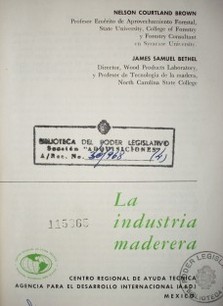 NELSON COURTLAND BROWN
Profesor Emérito de Aprovechamiento Forestal,
State University, College of Forestry
y Forestry Consultant
en Syracuse University.
JAMES SAMUEL BETHEL
Director, Wood Products Laboratory,
y Profesor de Tecnología de la madera,
North Carolina State College
BIBLIOTECA DEL PODER LEGISLATIVO
Sección "ADQUISICIONES"
A/Rec. No.
La
industria
maderera
CENTRO REGIONAL DE AYUDA TECNICA
AGENCIA PARA EL DESARROLLO INTERNACIONAL (A.I.D.)
MEXICO